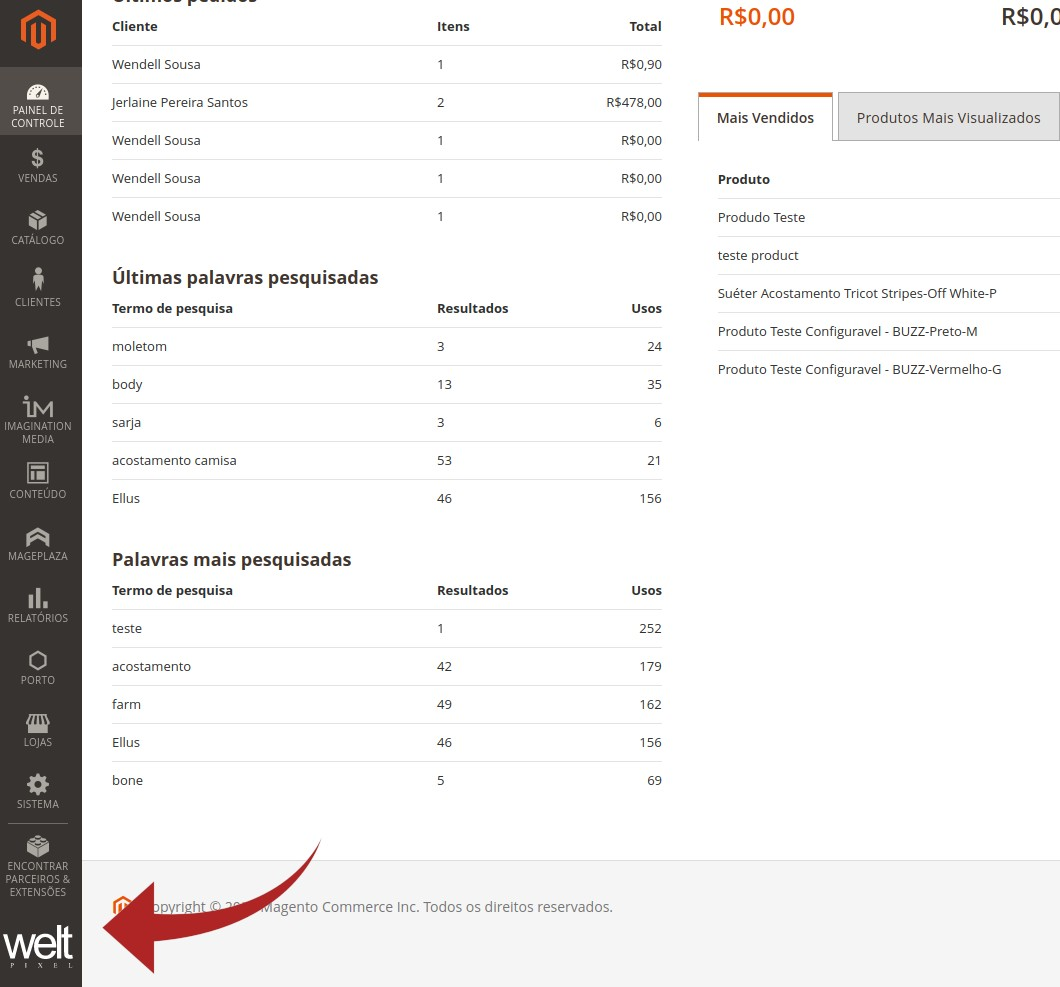 PAINEL DE
CONTROLE
VENDAS
CATÁLOGO
CLIENTES
MARKETING
IMAGINATION
MEDIA
CONTEÚDO
MAGEPLAZA
RELATÓRIOS
PORTO
LOJAS
SISTEMA
ENCONTRAR
PARCEIROS &
EXTENSÕES
welt
PIXEL
Últimos pedidos
Cliente Itens Total
Wendell Sousa 1 R$0,90
Jerlaine Pereira Santos 2 R$478,00
Wendell Sousa 1 R$0,00
Wendell Sousa 1 R$0,00
Wendell Sousa 1 R$0,00
Últimas palavras pesquisadas
Termo de pesquisa Resultados Usos
moletom 3 24
body 13 35
sarja 3 6
acostamento camisa 53 21
Ellus 46 156
Palavras mais pesquisadas
Termo de pesquisa Resultados Usos
teste 1 252
acostamento 42 179
farm 49 162
Ellus 46 156
bone 5 69
R$0,00 R$0,0
Mais Vendidos Produtos Mais Visualizados
Produto
Produdo Teste
teste product
Suéter Acostamento Tricot Stripes-Off White-P
Produto Teste Configuravel - BUZZ-Preto-M
Produto Teste Configuravel - BUZZ-Vermelho-G
opyright © Magento Commerce Inc. Todos os direitos reservados.